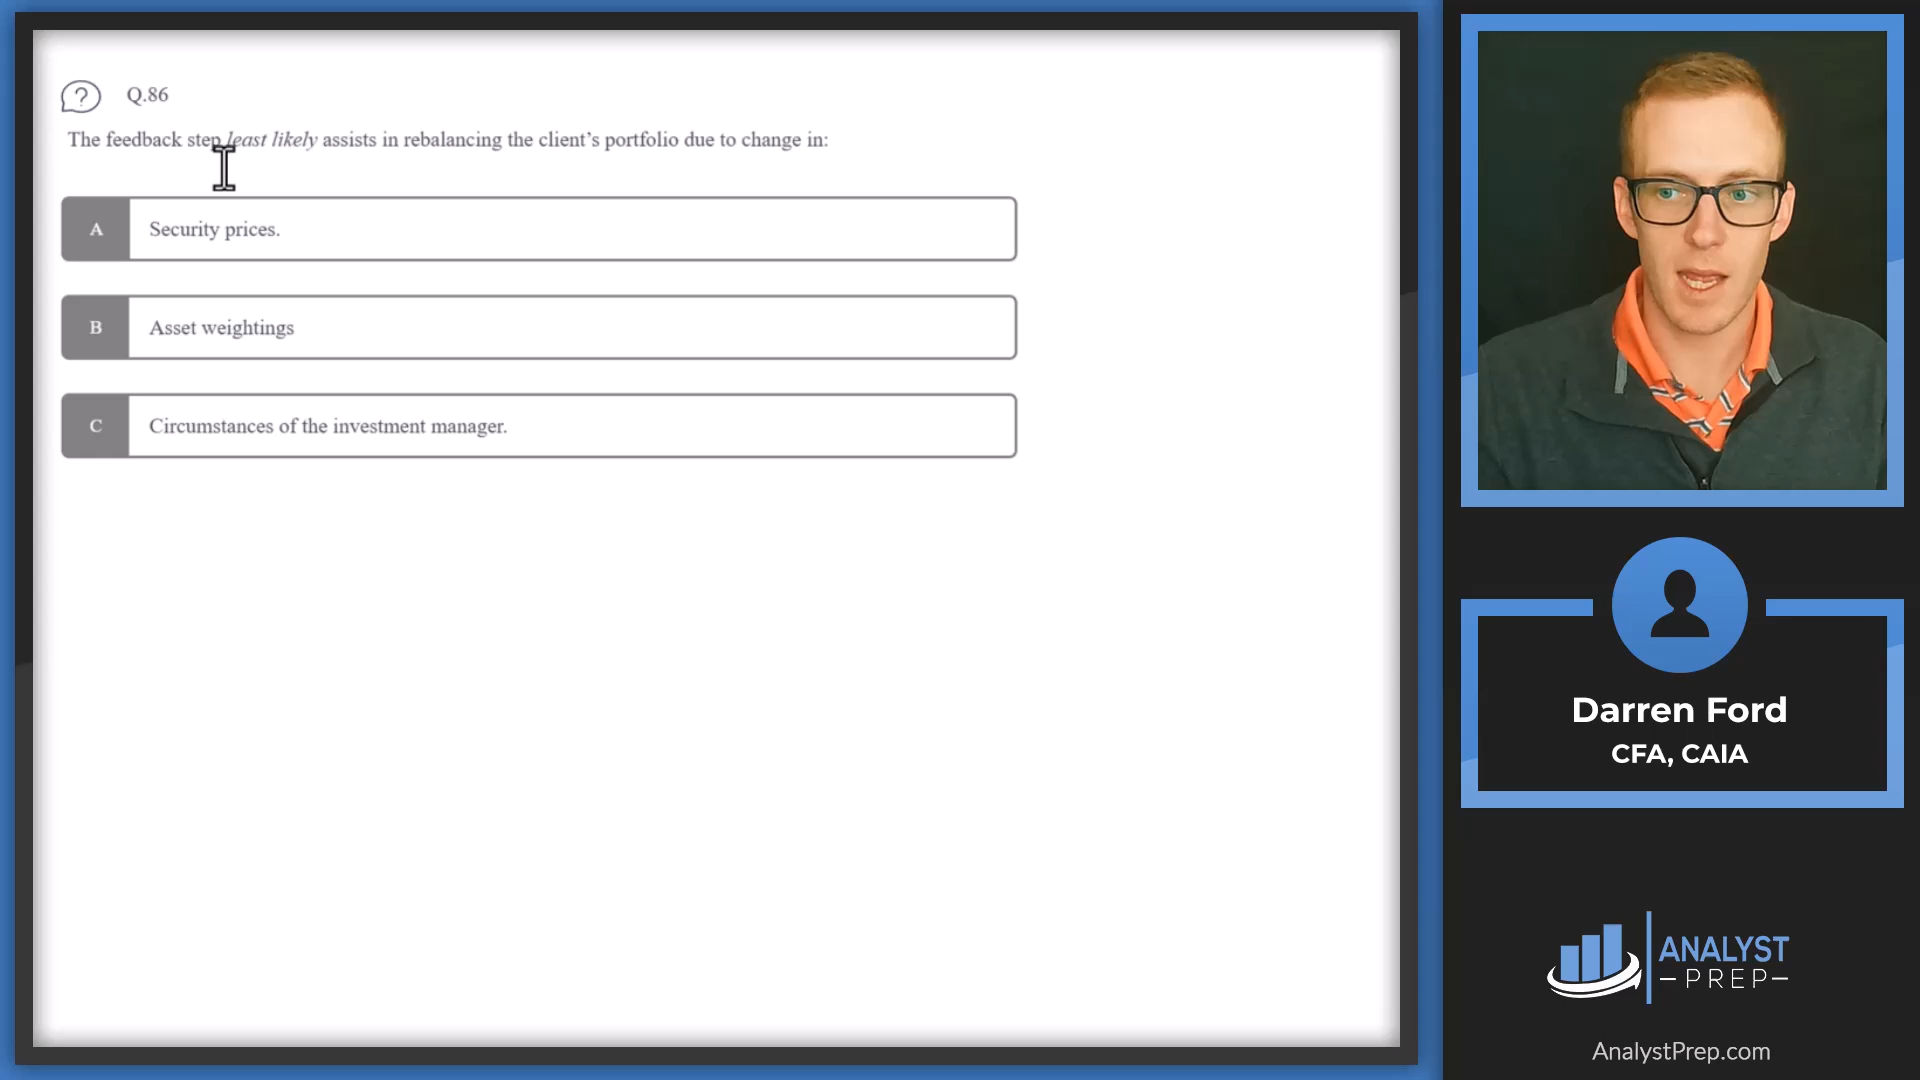 Q.86
The feedback step least likely assists in rebalancing the client's portfolio due to change in:
A Security prices.
B Asset weightings
C Circumstances of the investment manager.
Darren Ford
CFA, CAIA
ANALYST
PREP
AnalystPrep.com